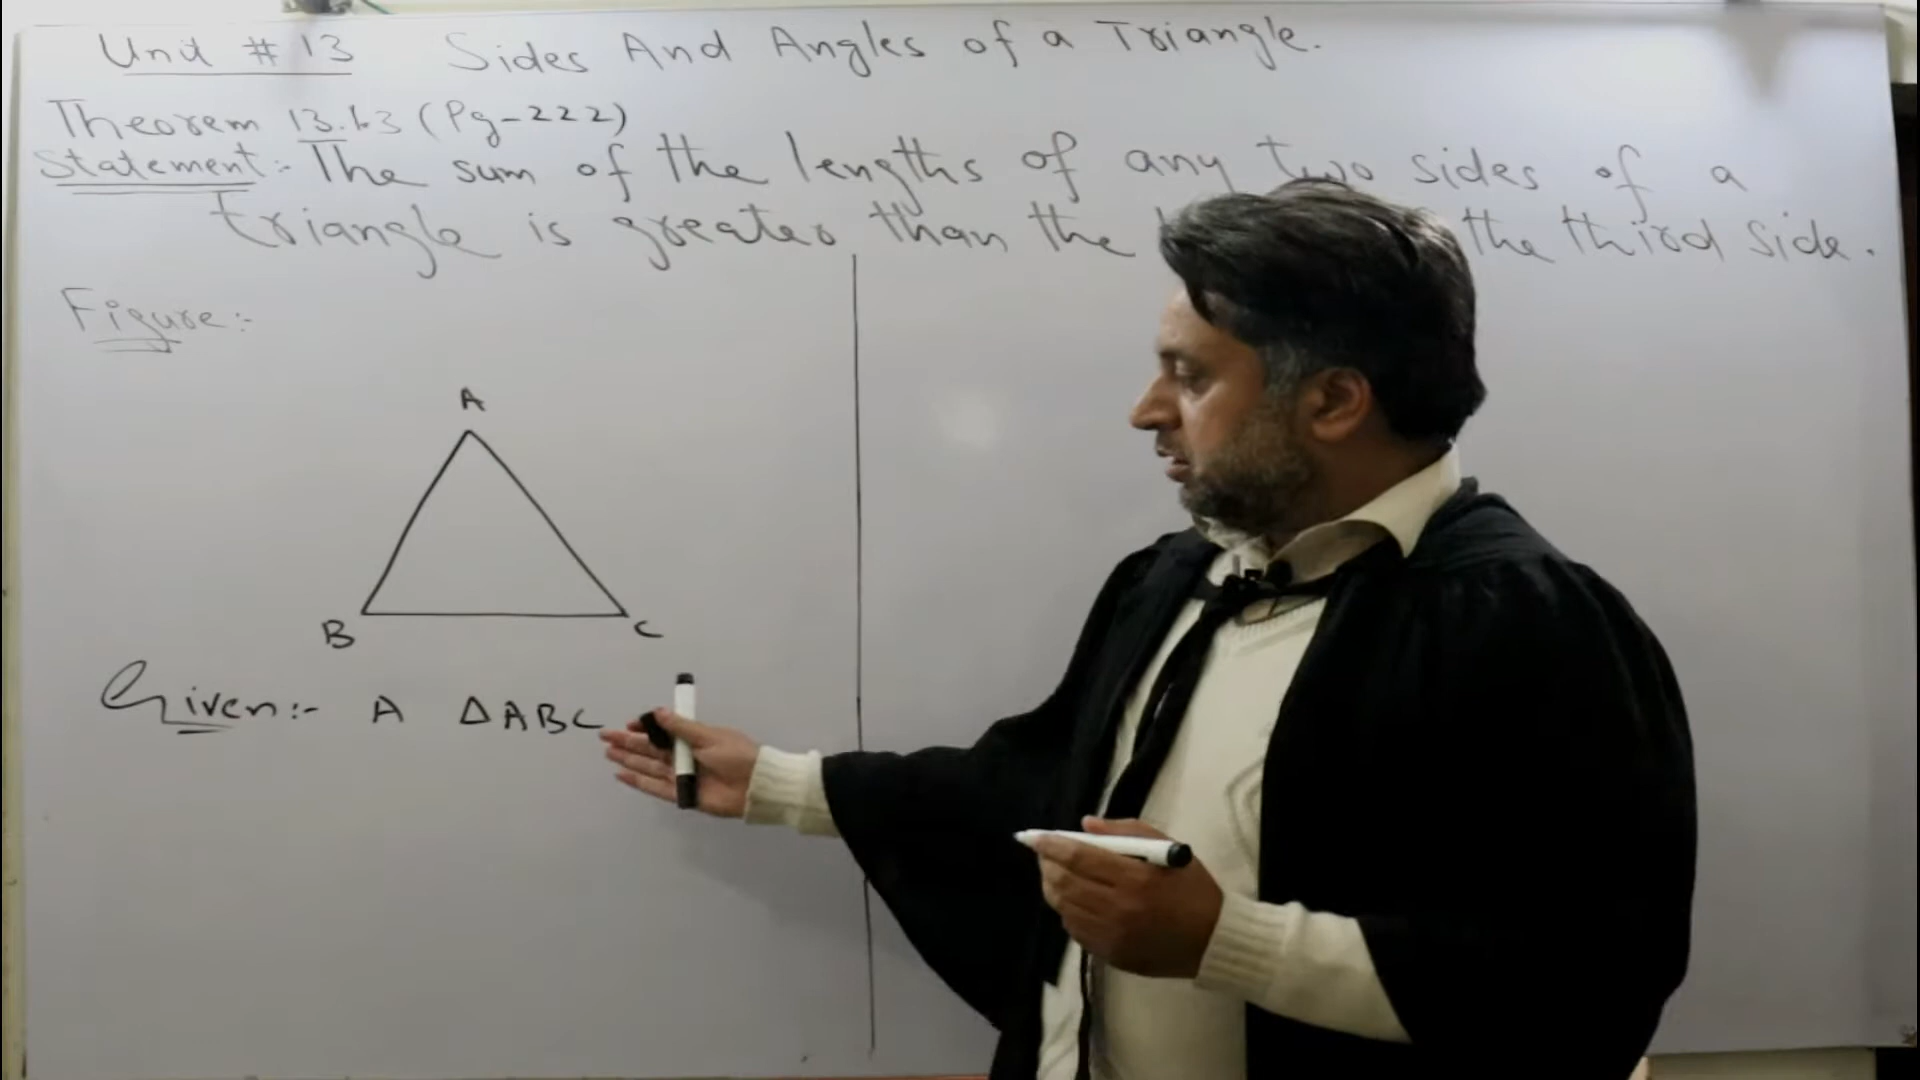 Unit # 13 Sides And Angles of a Triangle.
Theorem 13.1.3 (Pg-222)
Statement:- The sum of the lengths of any two sides of a
triangle is greater than the the third side.
Figure:-
A
B C
Given:- A △ABC